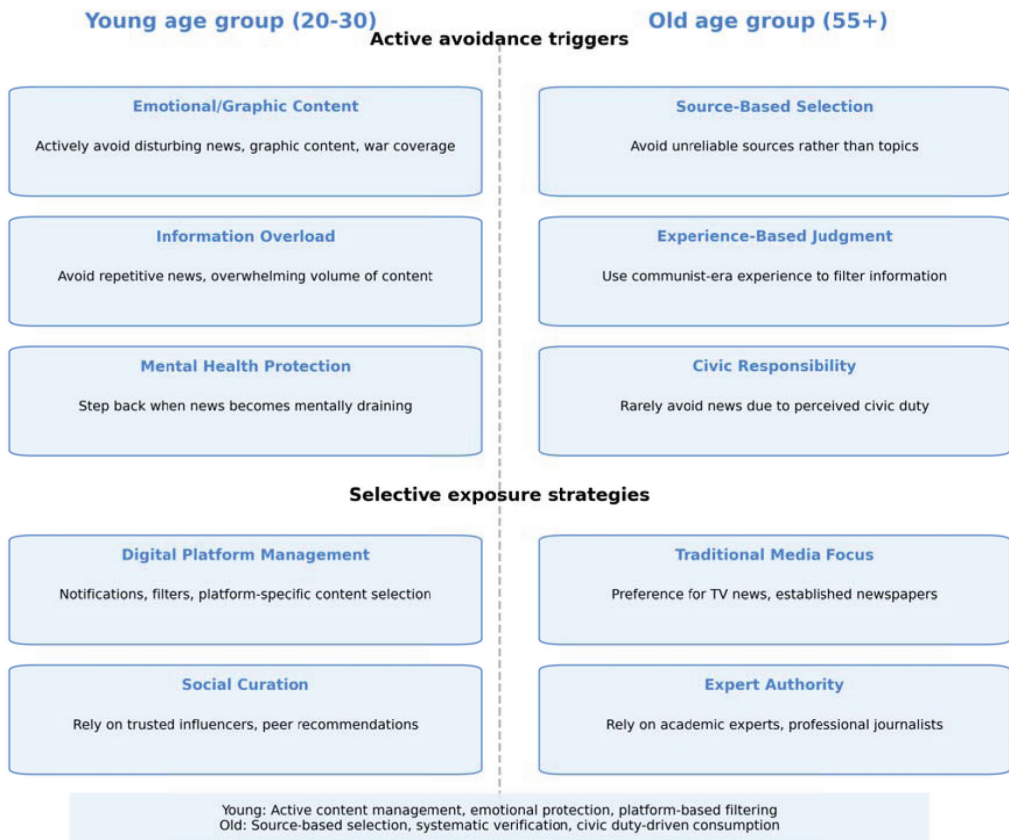 Young age group (20-30)
Old age group (55+)
Active avoidance triggers
Emotional/Graphic Content
Actively avoid disturbing news, graphic content, war coverage
Source-Based Selection
Avoid unreliable sources rather than topics
Information Overload
Avoid repetitive news, overwhelming volume of content
Experience-Based Judgment
Use communist-era experience to filter information
Mental Health Protection
Step back when news becomes mentally draining
Civic Responsibility
Rarely avoid news due to perceived civic duty
Selective exposure strategies
Digital Platform Management
Notifications, filters, platform-specific content selection
Traditional Media Focus
Preference for TV news, established newspapers
Social Curation
Rely on trusted influencers, peer recommendations
Expert Authority
Rely on academic experts, professional journalists
Young: Active content management, emotional protection, platform-based filtering
Old: Source-based selection, systematic verification, civic duty-driven consumption